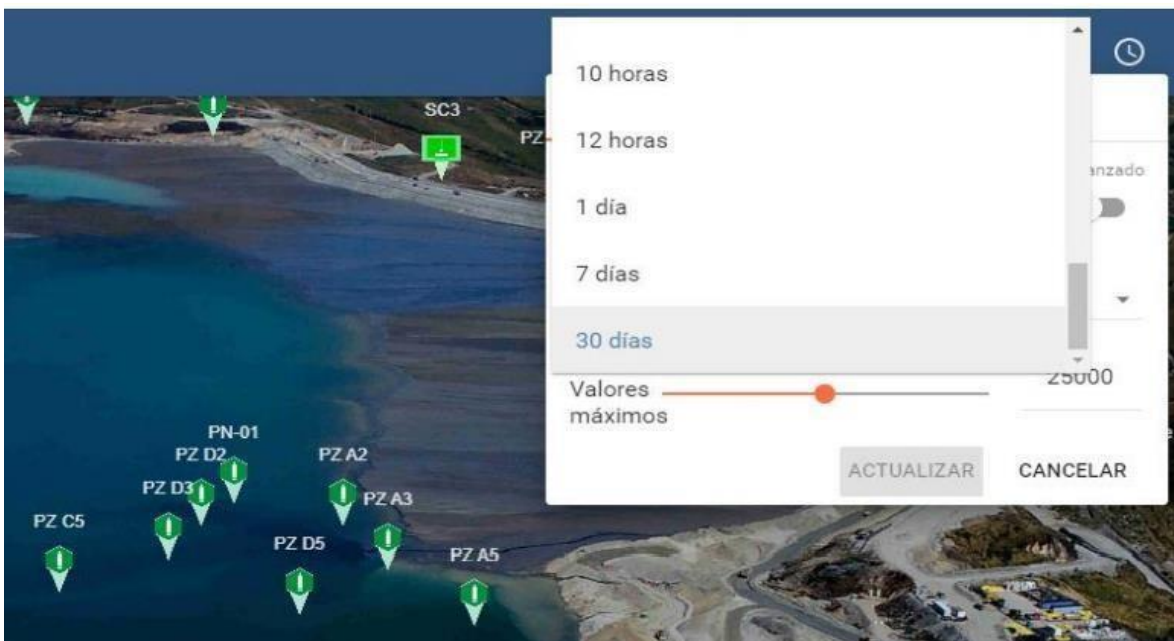 10 horas
12 horas
1 día
7 días
30 días
anzado
25000
Valores
máximos
ACTUALIZAR
CANCELAR
SC3
PZ
PN-01
PZ D2
PZ A2
PZ D3
PZ A3
PZ C5
PZ D5
PZ A5